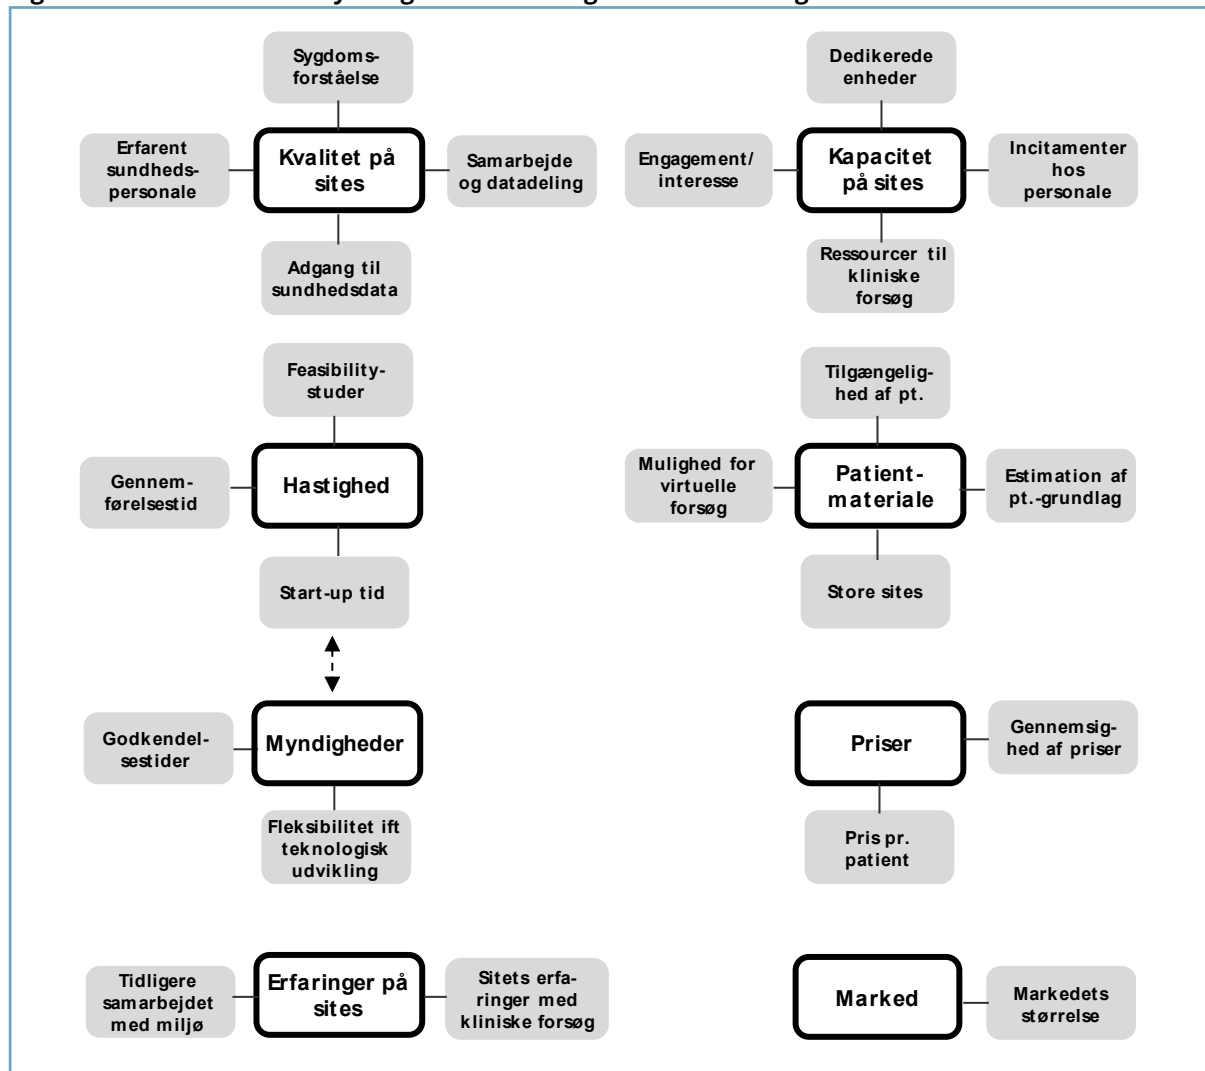 Sygdoms-
forståelse
Erfarent
sundheds-
personale
Kvalitet på
sites
Samarbejde
og datadeling
Adgang til
sundhedsdata
Dedikerede
enheder
Engagement/
interesse
Kapacitet
på sites
Incitamenter
hos
personale
Ressourcer til
kliniske
forsøg
Feasibility-
studer
Gennem-
førelsestid
Hastighed
Start-up tid
Tilgængelig-
hed af pt.
Mulighed for
virtuelle
forsøg
Patient-
materiale
Estimation af
pt.-grundlag
Store sites
Godkendel-
sestider
Myndigheder
Fleksibilitet ift
teknologisk
udvikling
Priser
Gennemsig-
hed af priser
Pris pr.
patient
Tidligere
samarbejdet
med miljø
Erfaringer på
sites
Sitets erfa-
ringer med
kliniske forsøg
Marked
Markedets
størrelse